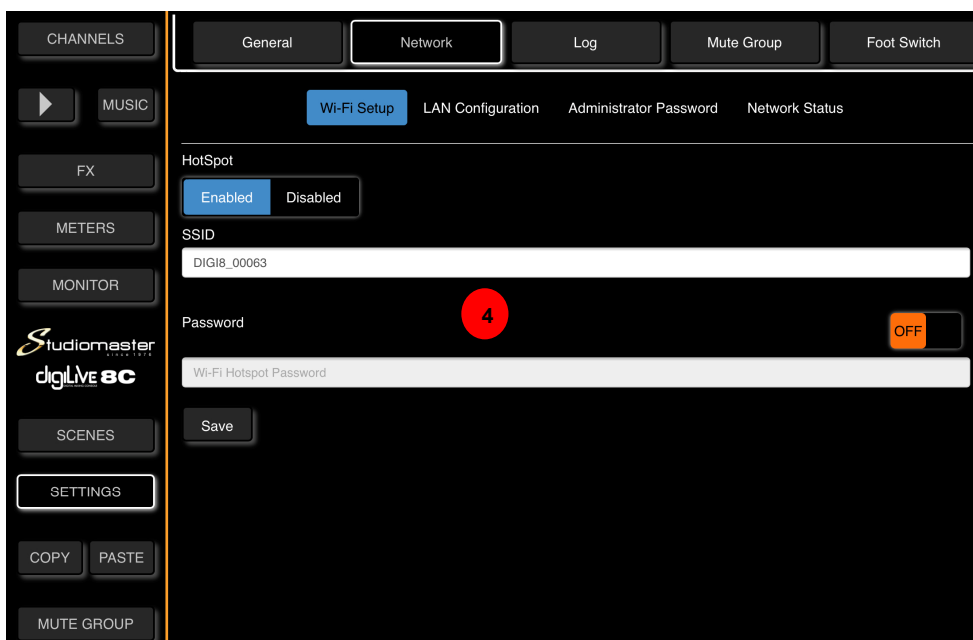 CHANNELS
MUSIC
FX
METERS
MONITOR
Studiomaster
since 1976
digiLive 8C
SCENES
SETTINGS
COPY PASTE
MUTE GROUP
General Network Log Mute Group Foot Switch
Wi-Fi Setup LAN Configuration Administrator Password Network Status
HotSpot
Enabled Disabled
SSID
DIGI8_00063
4
Password
OFF
Wi-Fi Hotspot Password
Save